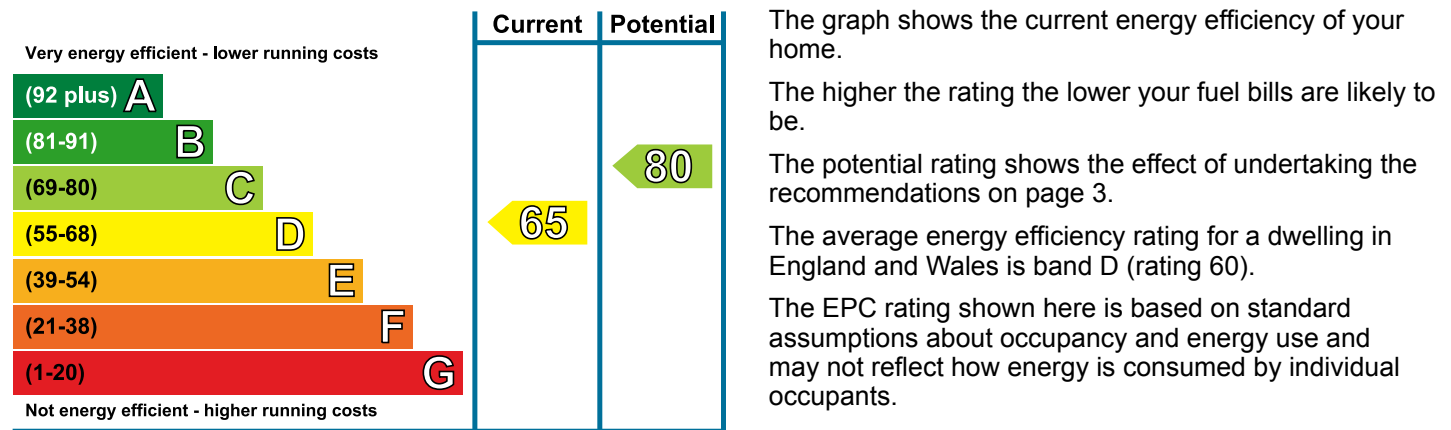 Current Potential
Very energy efficient - lower running costs
(92 plus) A
(81-91) B
(69-80) C
80
(55-68) D
65
(39-54) E
(21-38) F
(1-20) G
Not energy efficient - higher running costs
The graph shows the current energy efficiency of your
home.
The higher the rating the lower your fuel bills are likely to
be.
The potential rating shows the effect of undertaking the
recommendations on page 3.
The average energy efficiency rating for a dwelling in
England and Wales is band D (rating 60).
The EPC rating shown here is based on standard
assumptions about occupancy and energy use and
may not reflect how energy is consumed by individual
occupants.